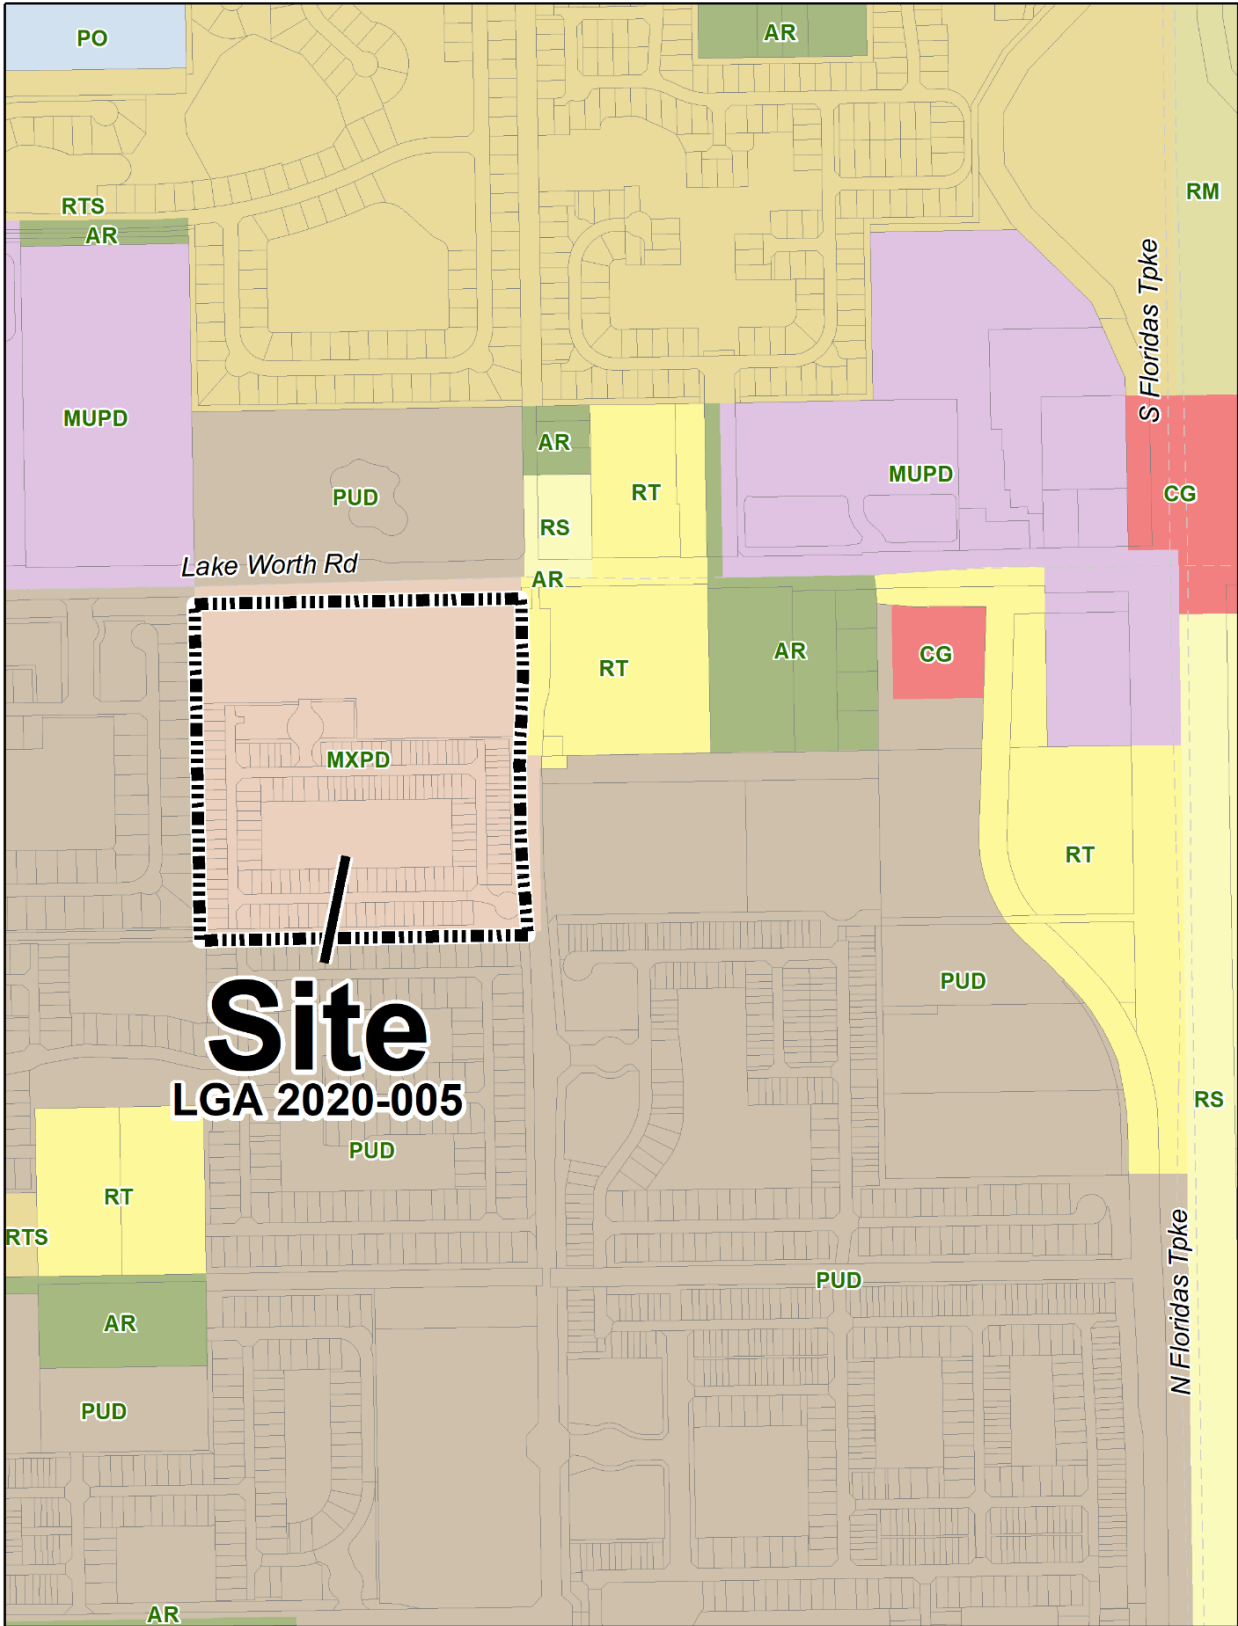 PO
AR
RTS
AR
RM
S Floridas Tpke
MUPD
AR
PUD
RT
MUPD
CG
RS
Lake Worth Rd
AR
RT
AR
CG
MXPD
RT
PUD
Site
LGA 2020-005
RS
PUD
RT
RTS
PUD
N Floridas Tpke
AR
PUD
AR